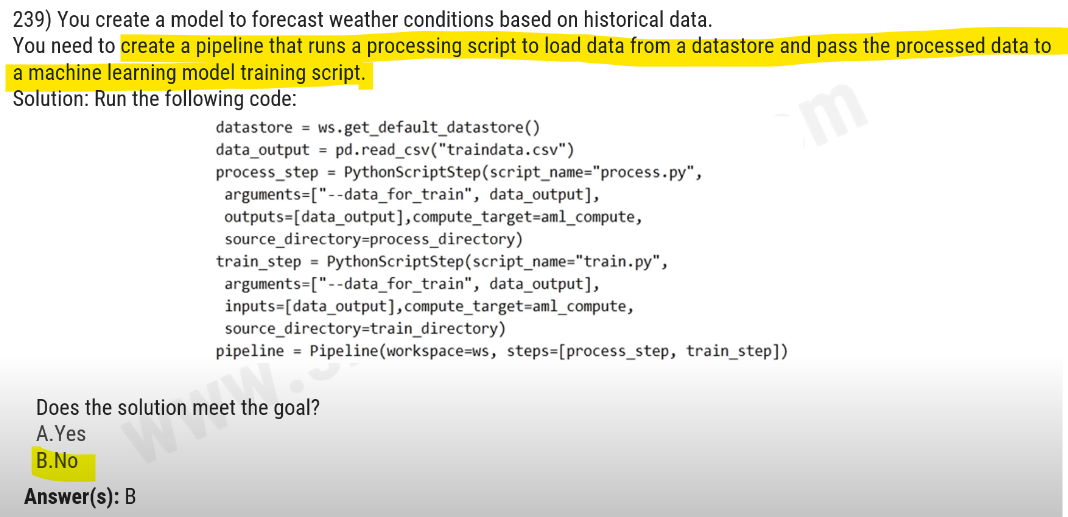 239) You create a model to forecast weather conditions based on historical data.
You need to create a pipeline that runs a processing script to load data from a datastore and pass the processed data to
a machine learning model training script.
Solution: Run the following code:
datastore = ws.get_default_datastore()
data_output = pd.read_csv("traindata.csv")
process_step = PythonScriptStep(script_name="process.py",
arguments=["--data_for_train", data_output],
outputs=[data_output],compute_target=aml_compute,
source_directory=process_directory)
train_step = PythonScriptStep(script_name="train.py",
arguments=["--data_for_train", data_output],
inputs=[data_output],compute_target=aml_compute,
source_directory=train_directory)
pipeline = Pipeline(workspace=ws, steps=[process_step, train_step])
Does the solution meet the goal?
A.Yes
B.No
Answer(s): B